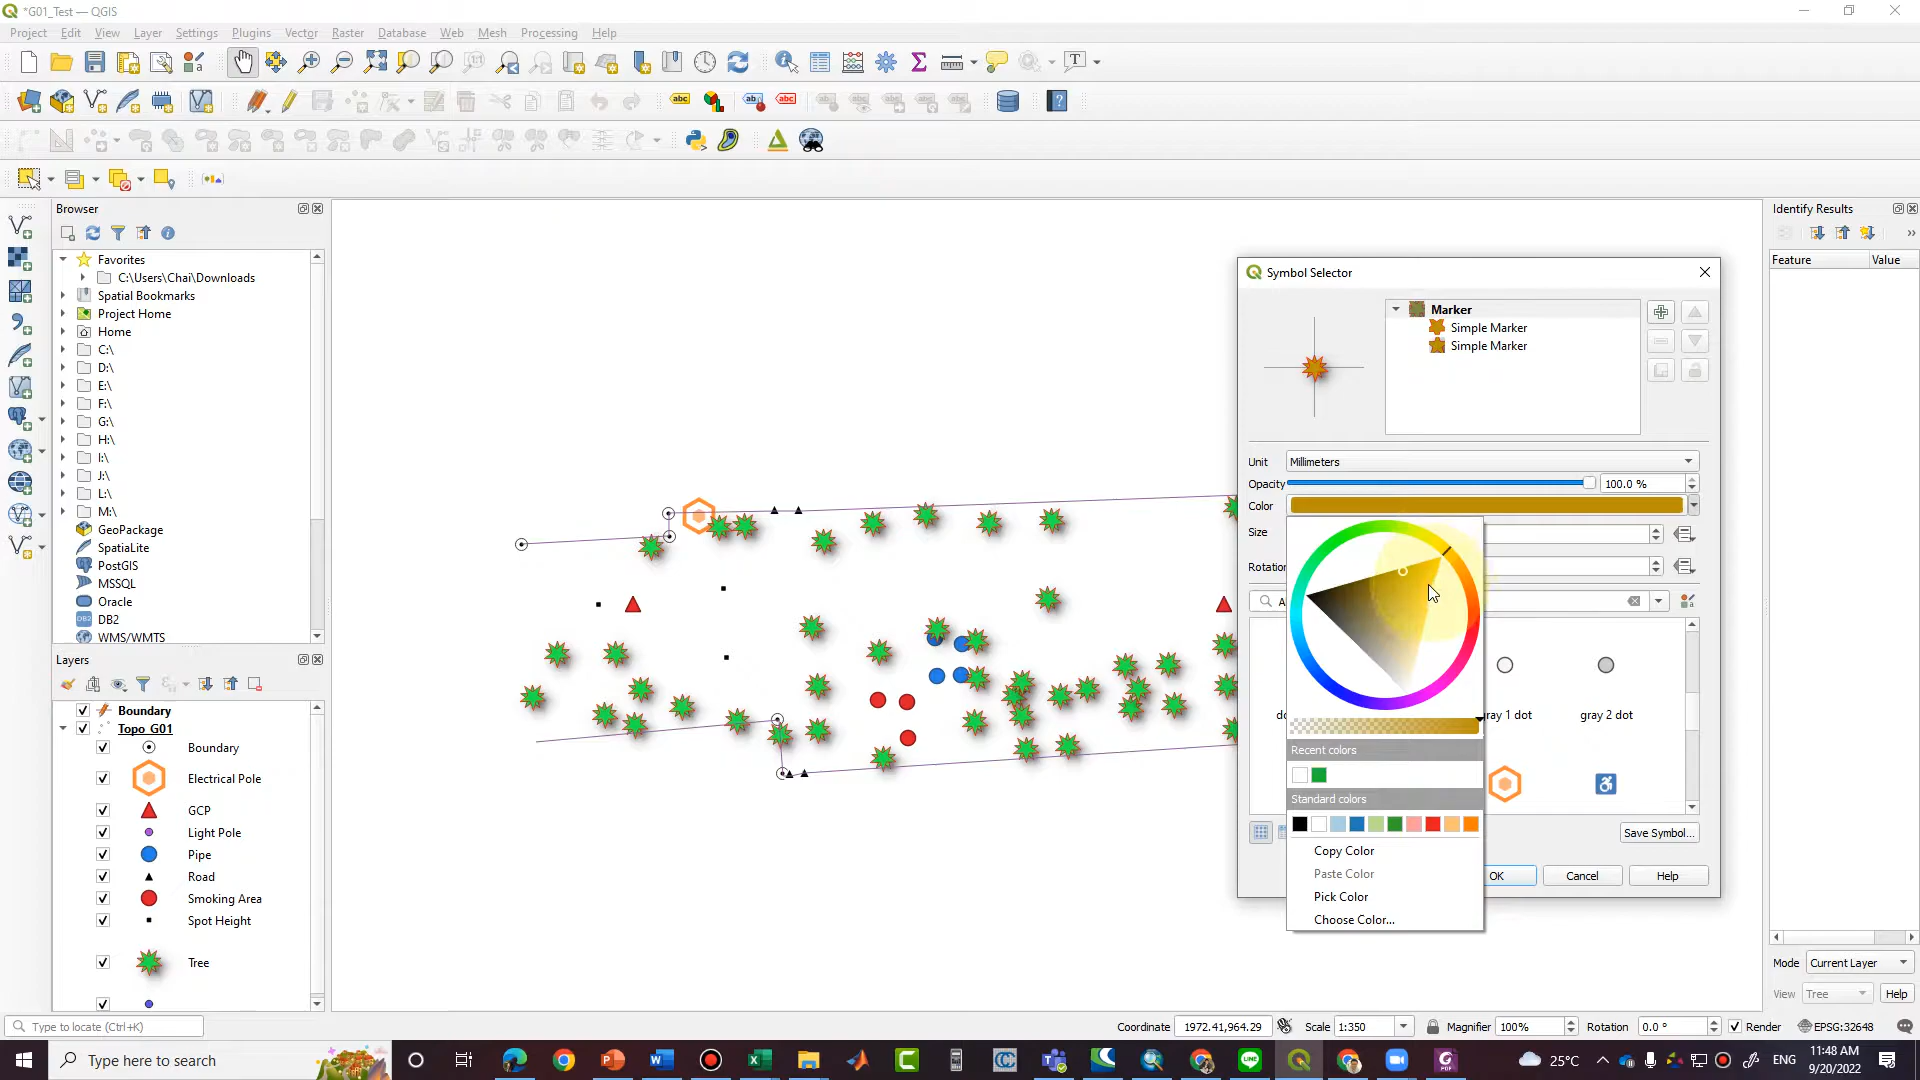 *G01_Test — QGIS
Project Edit View Layer Settings Plugins Vector Raster Database Web Mesh Processing Help
Browser
Favorites
C:\Users\Chai\Downloads
Spatial Bookmarks
Project Home
Home
C:\
D:\
E:\
F:\
G:\
H:\
I:\
J:\
L:\
M:\
GeoPackage
SpatiaLite
PostGIS
MSSQL
Oracle
DB2
WMS/WMTS
Layers
Boundary
Topo_G01
Boundary
Electrical Pole
GCP
Light Pole
Pipe
Road
Smoking Area
Spot Height
Tree
Symbol Selector
Marker
Simple Marker
Simple Marker
Unit Millimeters
Opacity 100.0 %
Color
Size
Rotation
gray 1 dot
gray 2 dot
Recent colors
Standard colors
Copy Color
Paste Color
Pick Color
Choose Color...
Save Symbol...
OK Cancel Help
Identify Results
Feature Value
Mode Current Layer
View Tree Help
Type to locate (Ctrl+K)
Coordinate 1972.41,964.29 Scale 1:350 Magnifier 100% Rotation 0.0 ° Render EPSG:32648
Type here to search
25°C
ENG
11:48 AM
9/20/2022